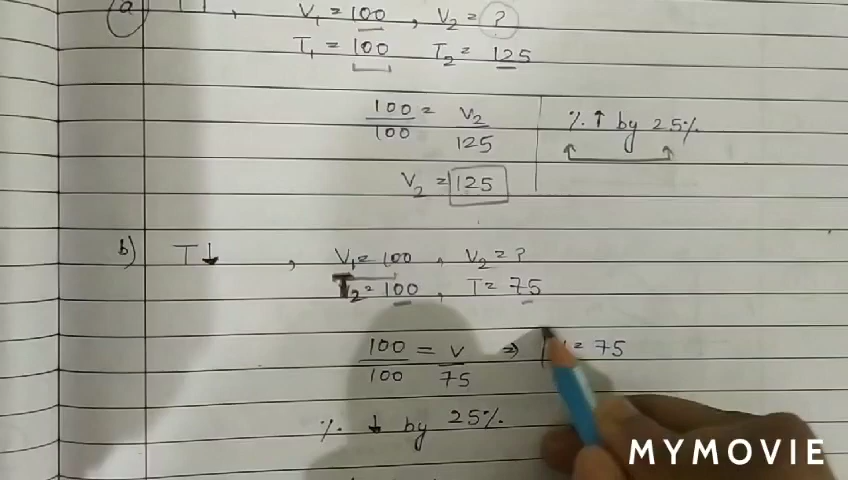 a) V₁ = 100 , V₂ = ?
T₁ = 100 T₂ = 125
100/100 = V₂/125 % ↑ by 25%
V₂ = 125
b) T↓ , V₁ = 100 , V₂ = ?
T₂ = 100 , T = 75
100/100 = V/75 ⇒ = 75
% ↓ by 25%.
MYMOVIE